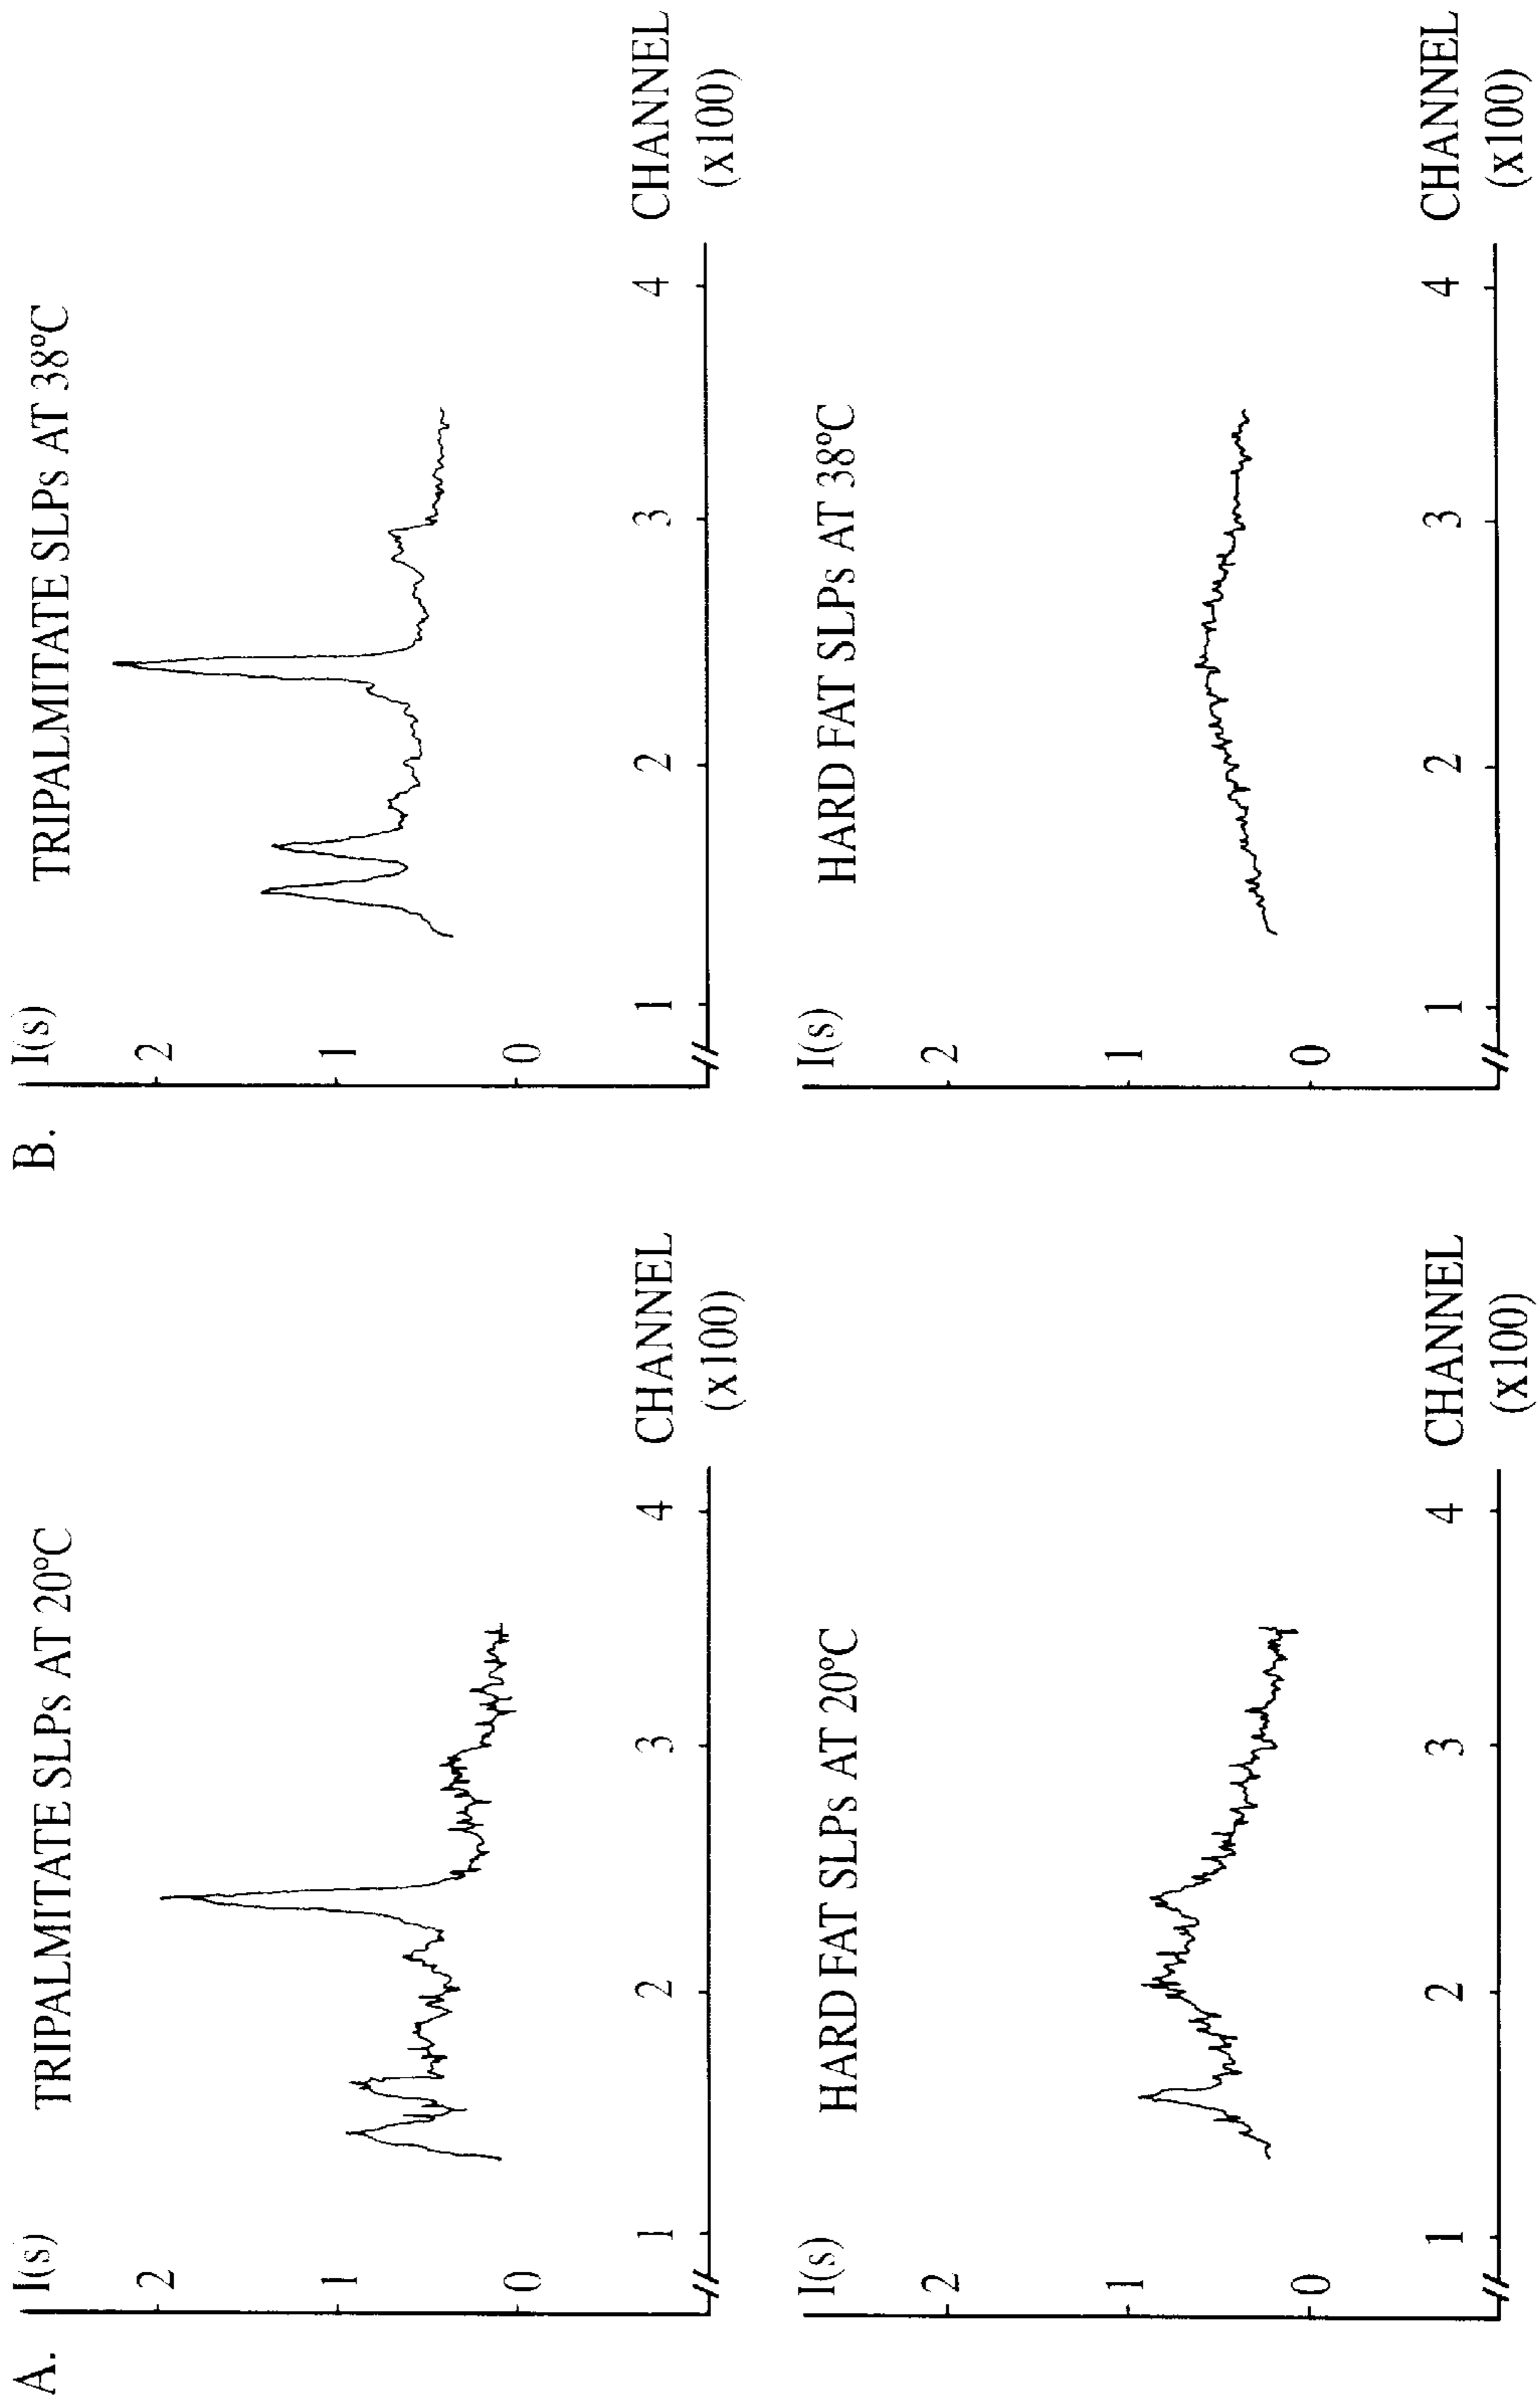 A.
I(s)
TRIPALMITATE SLPs AT 20°C
2
1
0
1
2
3
4
CHANNEL
(x100)
I(s)
HARD FAT SLPs AT 20°C
2
1
0
1
2
3
4
CHANNEL
(x100)
B.
I(s)
TRIPALMITATE SLPs AT 38°C
2
1
0
1
2
3
4
CHANNEL
(x100)
I(s)
HARD FAT SLPs AT 38°C
2
1
0
1
2
3
4
CHANNEL
(x100)